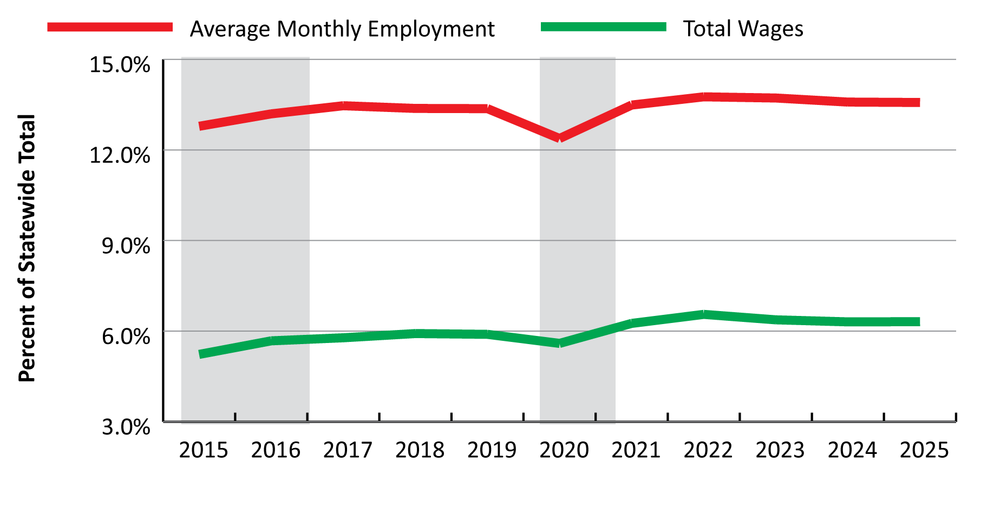 Average Monthly Employment
Total Wages
Percent of Statewide Total
15.0%
12.0%
9.0%
6.0%
3.0%
2015 2016 2017 2018 2019 2020 2021 2022 2023 2024 2025